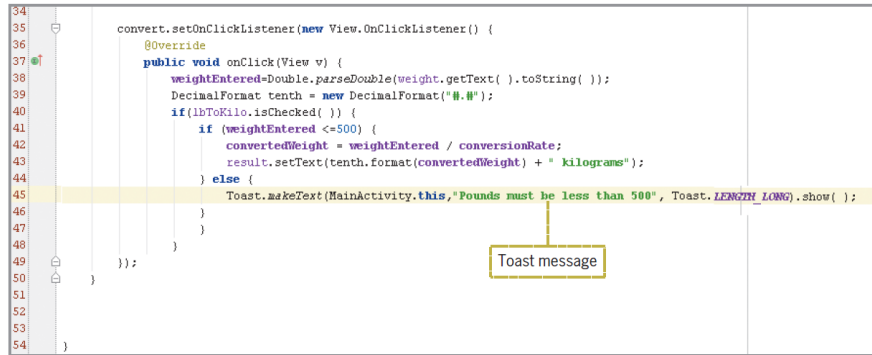 34
35 convert.setOnClickListener(new View.OnClickListener() {
36 @Override
37 public void onClick(View v) {
38 weightEntered=Double.parseDouble(weight.getText( ).toString( ));
39 DecimalFormat tenth = new DecimalFormat("#.#");
40 if(lbToKilo.isChecked( )) {
41 if (weightEntered <=500) {
42 convertedWeight = weightEntered / conversionRate;
43 result.setText(tenth.format(convertedWeight) + " kilograms");
44 } else {
45 Toast.makeText(MainActivity.this,"Pounds must be less than 500", Toast.LENGTH_LONG).show( );
46 }
47 }
48 }
49 });
50 }
51
52
53
54 }
Toast message